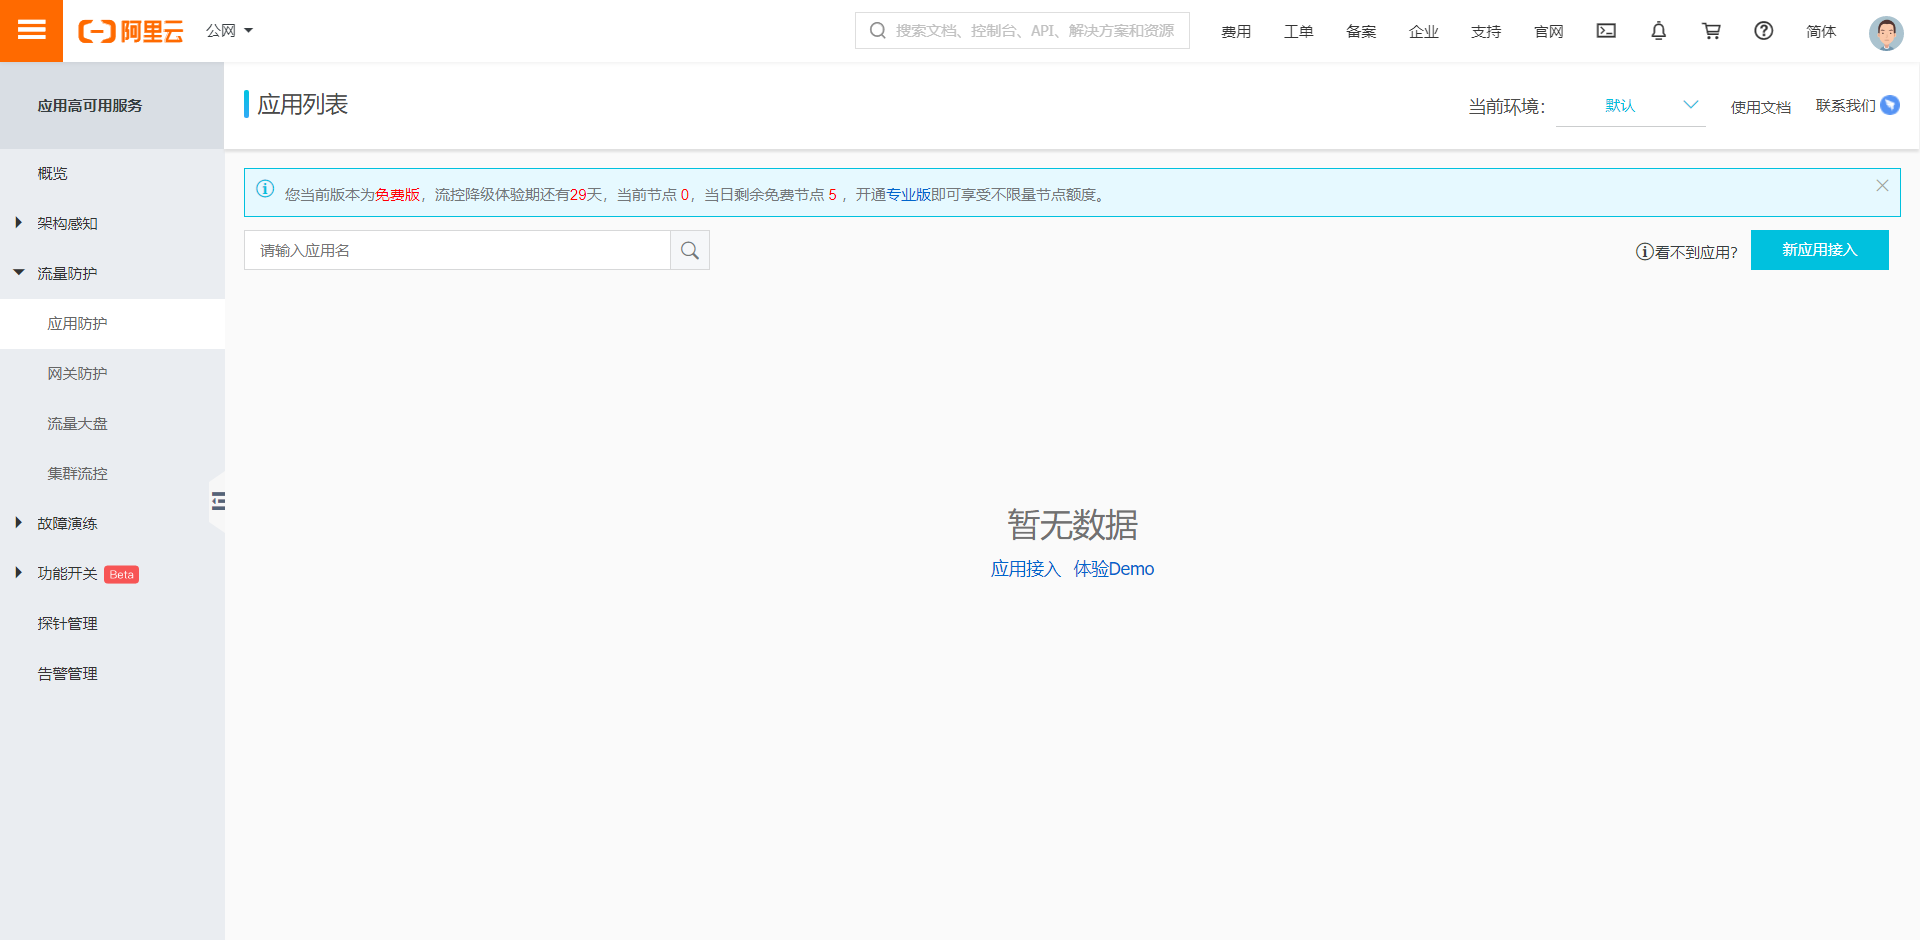 阿里云
公网
搜索文档、控制台、API、解决方案和资源
费用
工单
备案
企业
支持
官网
简体
应用高可用服务
概览
架构感知
流量防护
应用防护
网关防护
流量大盘
集群流控
故障演练
功能开关 Beta
探针管理
告警管理
应用列表
当前环境：
默认
使用文档
联系我们
您当前版本为免费版，流控降级体验期还有29天，当前节点 0，当日剩余免费节点 5 ，开通专业版即可享受不限量节点额度。
请输入应用名
看不到应用?
新应用接入
暂无数据
应用接入 体验Demo